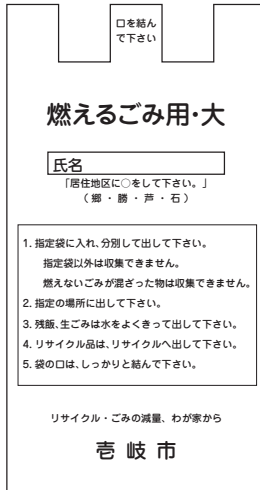 口を結ん
で下さい
燃えるごみ用・大
氏名
「居住地区に○をして下さい。」
(郷・勝・芦・石)
1. 指定袋に入れ、分別して出して下さい。
指定袋以外は収集できません。
燃えないごみが混ざった物は収集できません。
2. 指定の場所に出して下さい。
3. 残飯、生ごみは水をよくきって出して下さい。
4. リサイクル品は、リサイクルへ出して下さい。
5. 袋の口は、しっかりと結んで下さい。
リサイクル・ごみの減量、わが家から
壱岐市